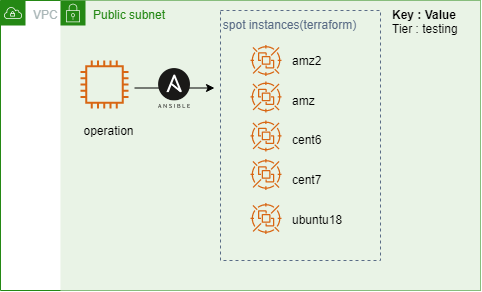 VPC
Public subnet
spot instances(terraform)
Key : Value
Tier : testing
amz2
ANSIBLE
amz
operation
cent6
cent7
ubuntu18